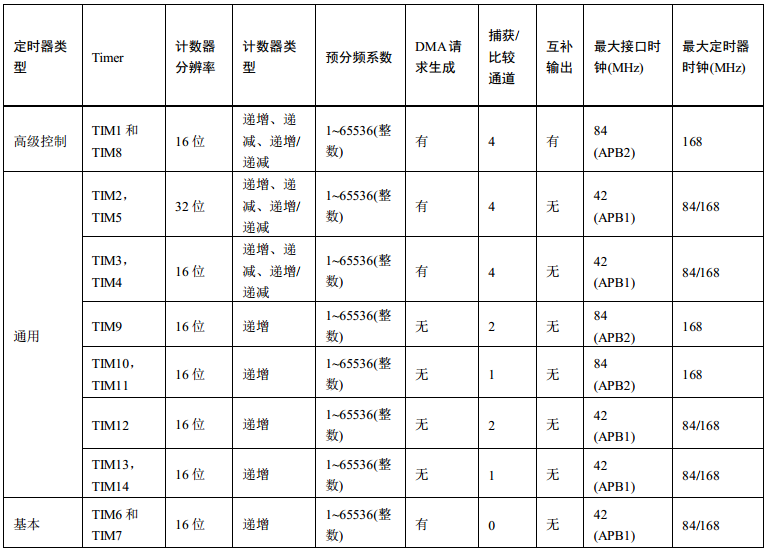 定时器类型 Timer 计数器分辨率 计数器类型 预分频系数 DMA 请求生成 捕获/比较通道 互补输出 最大接口时钟(MHz) 最大定时器时钟(MHz)
高级控制 TIM1 和 TIM8 16 位 递增、递减、递增/递减 1~65536(整数) 有 4 有 84 (APB2) 168
通用 TIM2, TIM5 32 位 递增、递减、递增/递减 1~65536(整数) 有 4 无 42 (APB1) 84/168
TIM3, TIM4 16 位 递增、递减、递增/递减 1~65536(整数) 有 4 无 42 (APB1) 84/168
TIM9 16 位 递增 1~65536(整数) 无 2 无 84 (APB2) 168
TIM10, TIM11 16 位 递增 1~65536(整数) 无 1 无 84 (APB2) 168
TIM12 16 位 递增 1~65536(整数) 无 2 无 42 (APB1) 84/168
TIM13, TIM14 16 位 递增 1~65536(整数) 无 1 无 42 (APB1) 84/168
基本 TIM6 和 TIM7 16 位 递增 1~65536(整数) 有 0 无 42 (APB1) 84/168